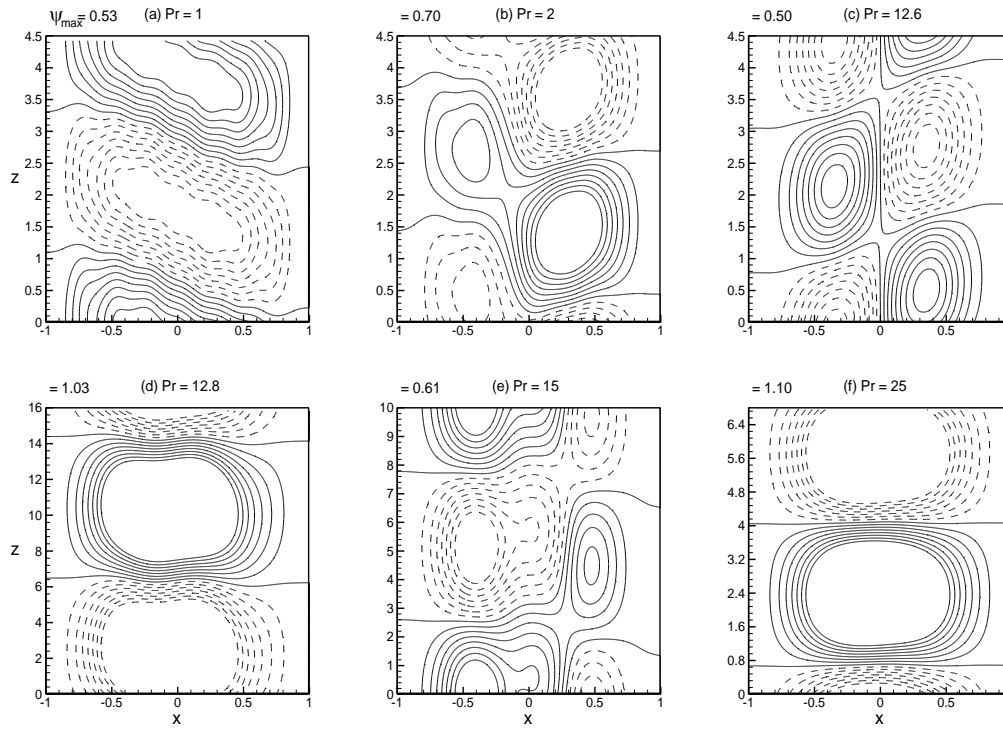 ψmax = 0.53 (a) Pr = 1
= 0.70 (b) Pr = 2
= 0.50 (c) Pr = 12.6
4.5 4.5 4.5
3.5 3.5 3.5
3 3 3
2.5 2.5 2.5
z
2 2 2
1.5 1.5 1.5
1 1 1
0.5 0.5 0.5
0 0 0
-1 -0.5 0 0.5 1 -1 -0.5 0 0.5 1 -1 -0.5 0 0.5
= 1.03 (d) Pr = 12.8
= 0.61 (e) Pr = 15
= 1.10 (f) Pr = 25
16 10
14 9 6.4
12 8 5.6
10 7 4.8
z
8 6 4
6 5 3.2
4 4 2.4
2 3 1.6
0 2 0.8
1 0
0
-1 -0.5 0 0.5 1 -1 -0.5 0 0.5 1 -1 -0.5 0 0.5
x x x